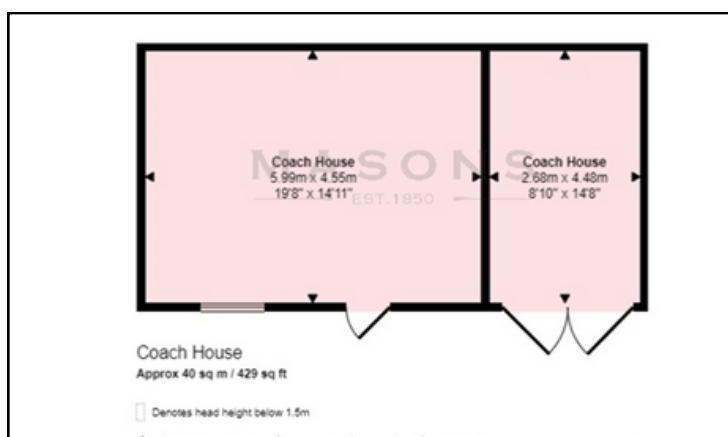 MASONS
EST.1850
Coach House
5.99m x 4.55m
19'8" x 14'11"
Coach House
2.68m x 4.48m
8'10" x 14'8"
Coach House
Approx 40 sq m / 429 sq ft
Denotes head height below 1.5m